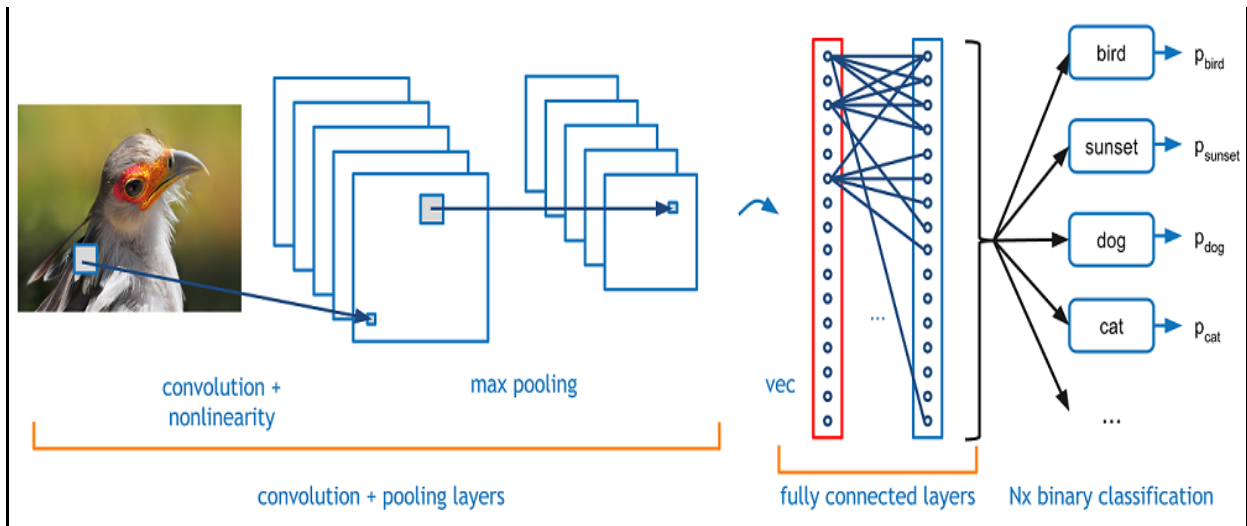 bird
p_bird
sunset
p_sunset
dog
p_dog
cat
p_cat
...
...
convolution +
nonlinearity
max pooling
vec
convolution + pooling layers
fully connected layers
Nx binary classification